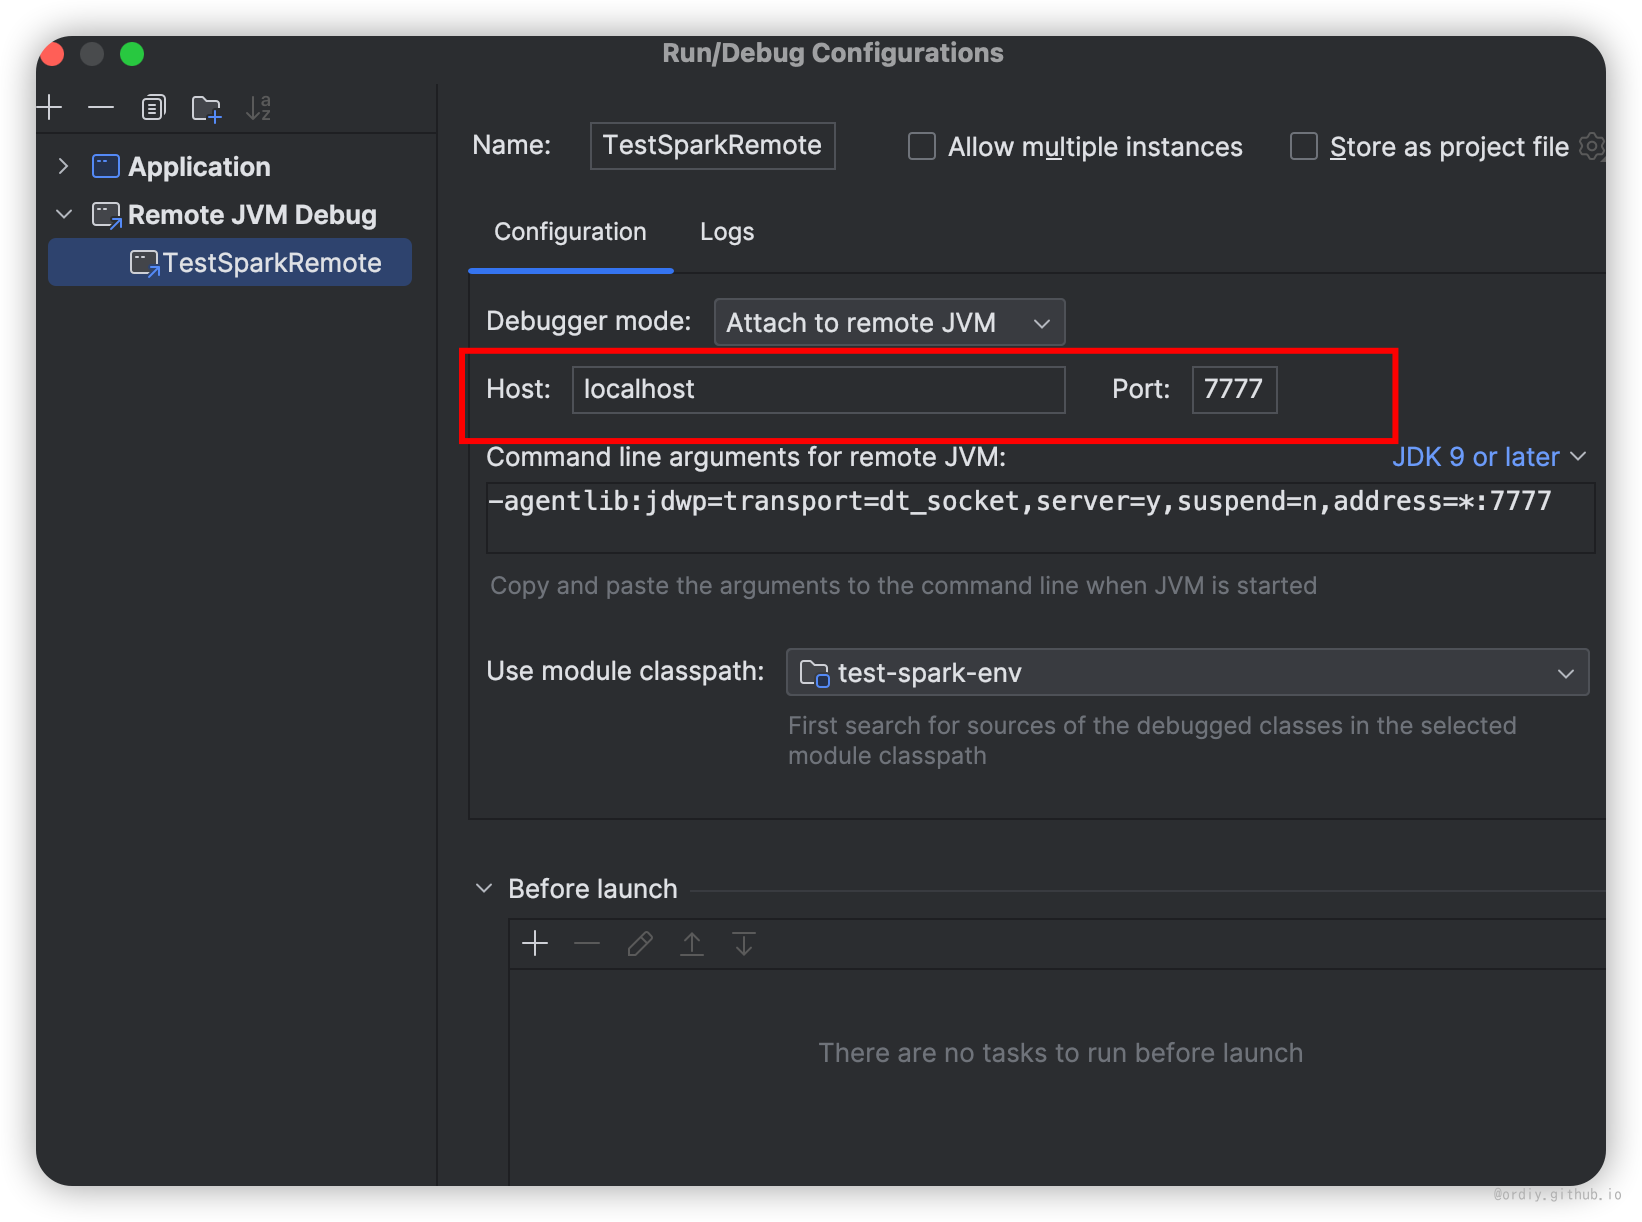 Run/Debug Configurations
Application
Remote JVM Debug
TestSparkRemote
Name: TestSparkRemote Allow multiple instances Store as project file
Configuration Logs
Debugger mode: Attach to remote JVM
Host: localhost Port: 7777
Command line arguments for remote JVM: JDK 9 or later
-agentlib:jdwp=transport=dt_socket,server=y,suspend=n,address=*:7777
Copy and paste the arguments to the command line when JVM is started
Use module classpath: test-spark-env
First search for sources of the debugged classes in the selected
module classpath
Before launch
There are no tasks to run before launch
@ordiy.github.io